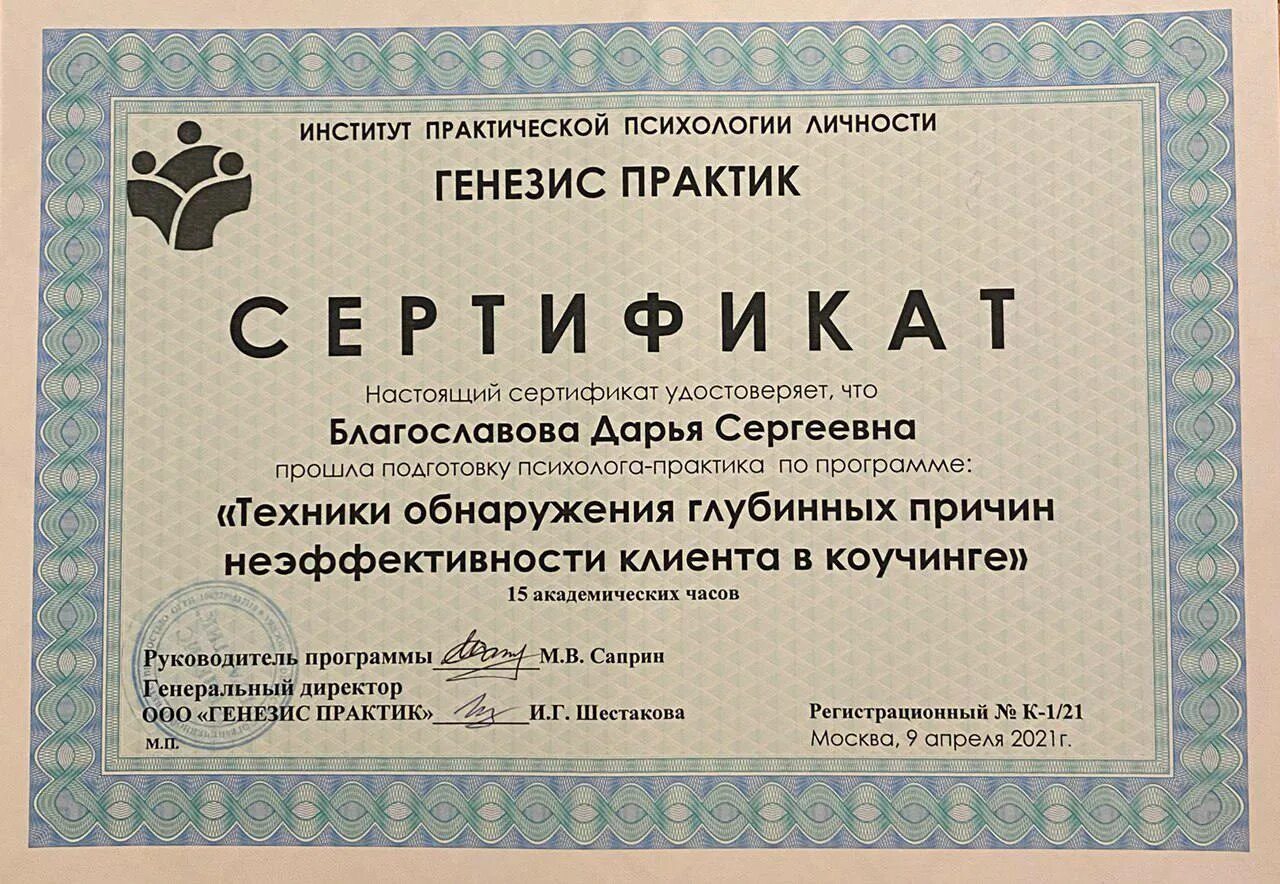 ИНСТИТУТ ПРАКТИЧЕСКОЙ ПСИХОЛОГИИ ЛИЧНОСТИ
ГЕНЕЗИС ПРАКТИК
СЕРТИФИКАТ
Настоящий сертификат удостоверяет, что
Благославова Дарья Сергеевна
прошла подготовку психолога-практика по программе:
«Техники обнаружения глубинных причин
неэффективности клиента в коучинге»
15 академических часов
Руководитель программы М.В. Саприн
Генеральный директор
ООО «ГЕНЕЗИС ПРАКТИК» И.Г. Шестакова
М.П.
Регистрационный № К-1/21
Москва, 9 апреля 2021г.